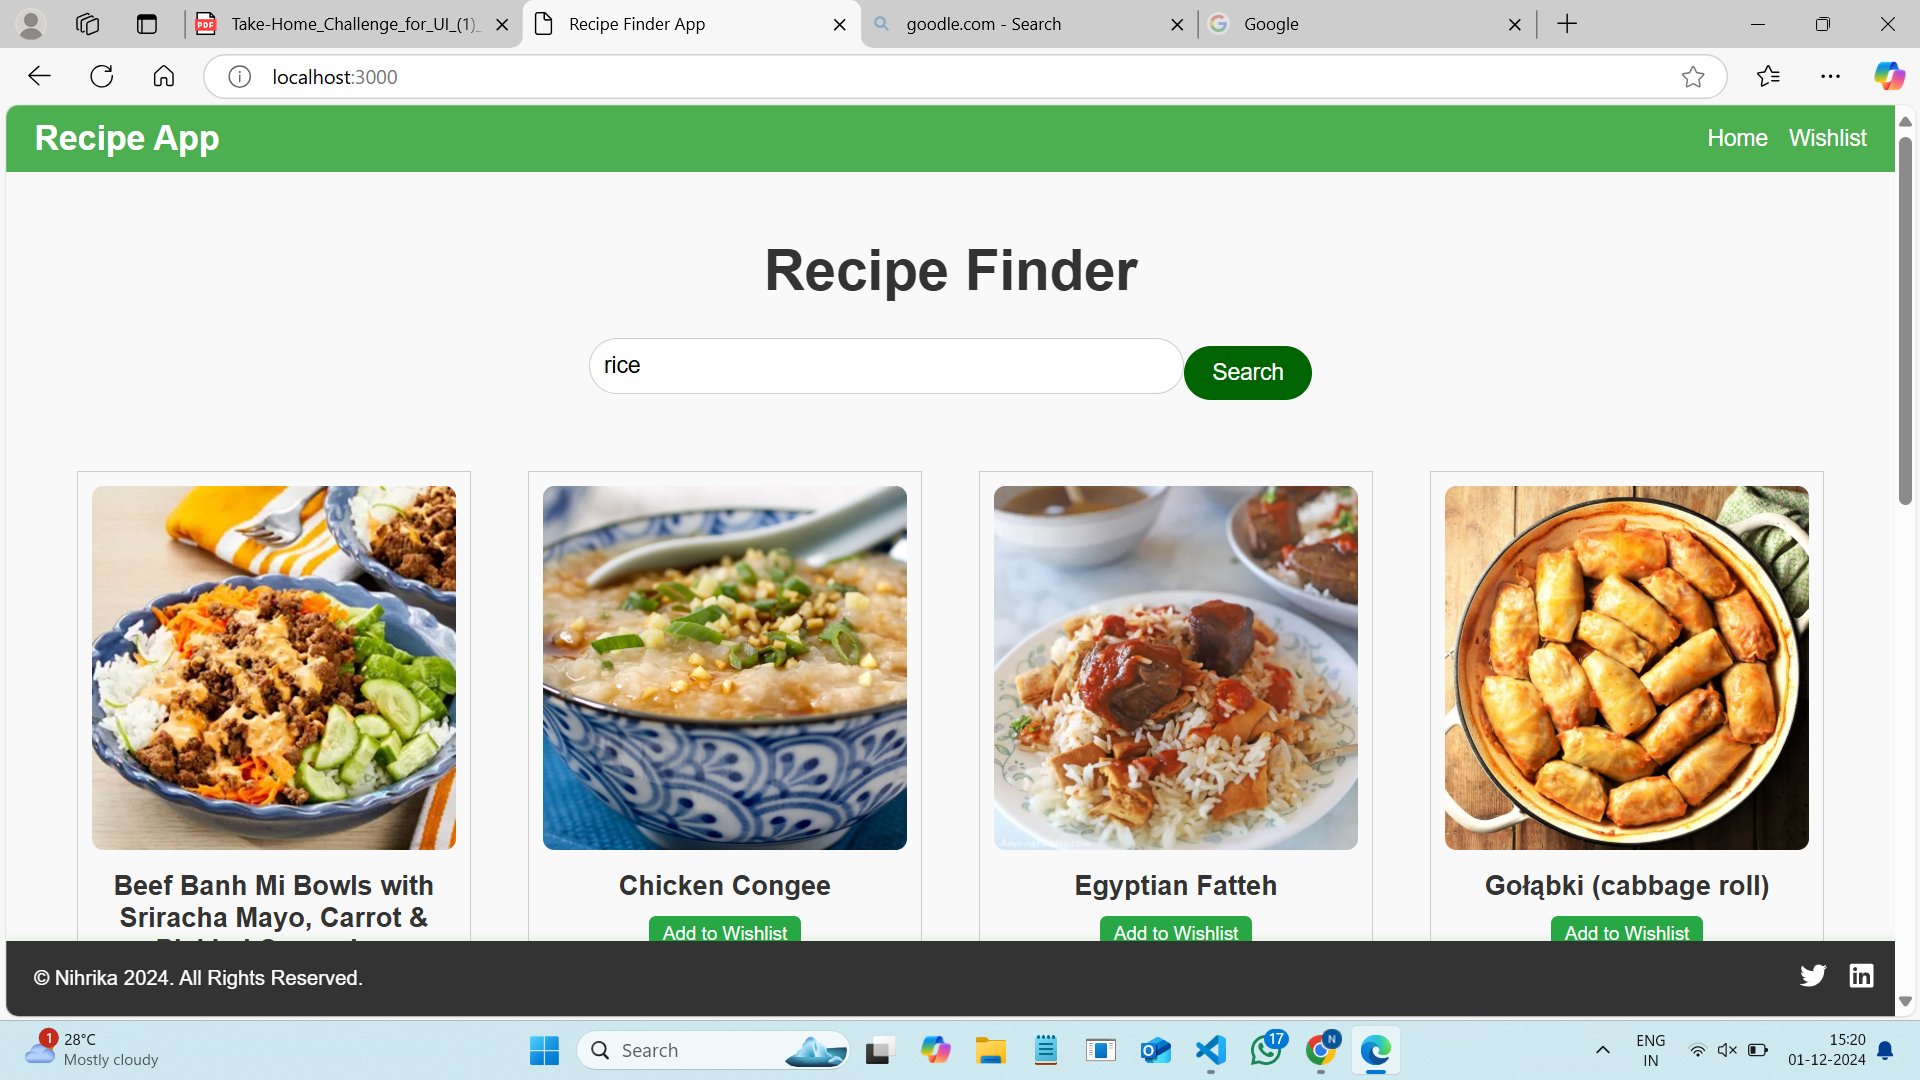 Take-Home_Challenge_for_UI_(1)_
Recipe Finder App
goodle.com - Search
Google
localhost:3000
Recipe App
Home
Wishlist
Recipe Finder
rice
Search
Beef Banh Mi Bowls with
Sriracha Mayo, Carrot &
Chicken Congee
Add to Wishlist
Egyptian Fatteh
Add to Wishlist
Gołąbki (cabbage roll)
Add to Wishlist
© Nihrika 2024. All Rights Reserved.
1
28°C
Mostly cloudy
Search
17
N
ENG
IN
15:20
01-12-2024